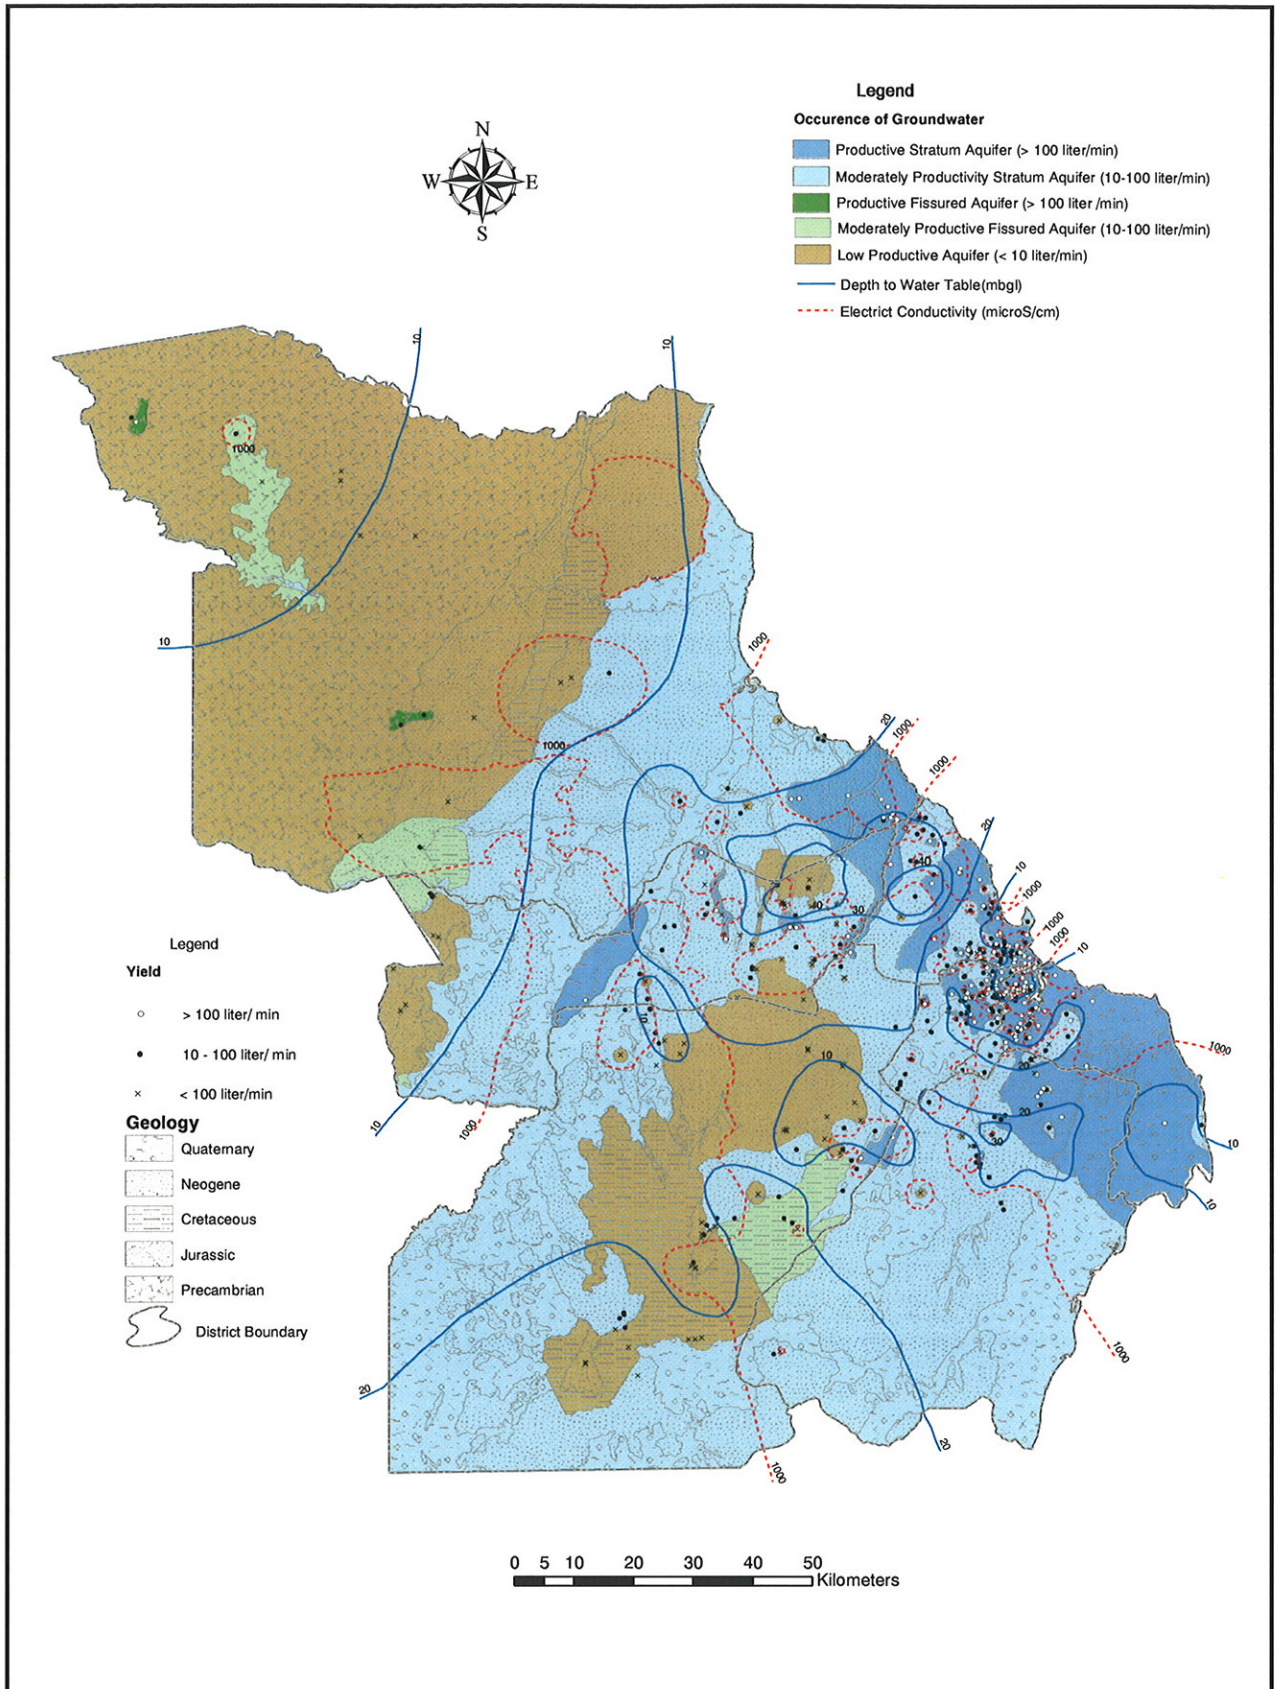 Legend
Occurence of Groundwater
Productive Stratum Aquifer (> 100 liter/min)
Moderately Productivity Stratum Aquifer (10-100 liter/min)
Productive Fissured Aquifer (> 100 liter /min)
Moderately Productive Fissured Aquifer (10-100 liter/min)
Low Productive Aquifer (< 10 liter/min)
Depth to Water Table(mbgl)
Electrict Conductivity (microS/cm)
N
W E
S
10
10
1000
10
1000
1000
20
1000
1000
20
40
10
1000
40
30
1000
1000
10
10
1000
10
20
20
10
30
10
10
1000
20
1000
20
1000
Legend
Yield
> 100 liter/ min
10 - 100 liter/ min
< 100 liter/min
Geology
Quaternary
Neogene
Cretaceous
Jurassic
Precambrian
District Boundary
0 5 10 20 30 40 50
Kilometers